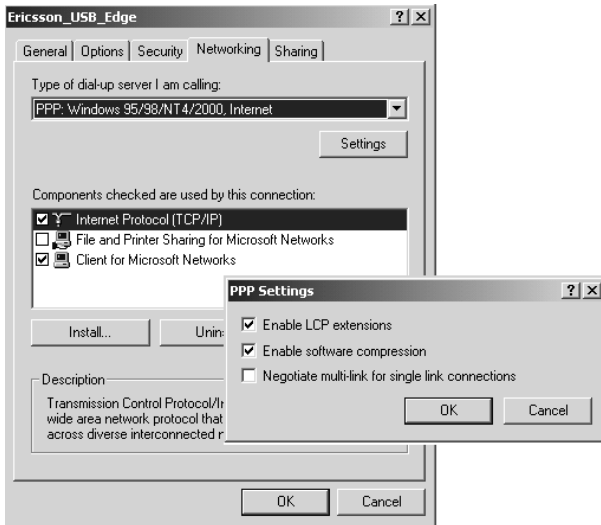 Ericsson_USB_Edge
General
Options
Security
Networking
Sharing
Type of dial-up server I am calling:
PPP: Windows 95/98/NT4/2000, Internet
Settings
Components checked are used by this connection:
Internet Protocol (TCP/IP)
File and Printer Sharing for Microsoft Networks
Client for Microsoft Networks
Install...
Description
Transmission Control Protocol/
wide area network protocol that
across diverse interconnected
OK
Cancel
PPP Settings
Enable LCP extensions
Enable software compression
Negotiate multi-link for single link connections
OK
Cancel